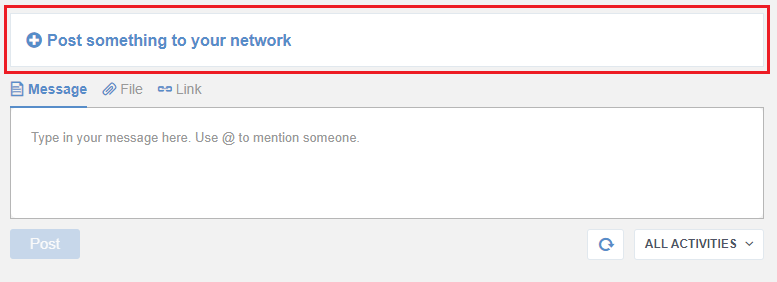 Post something to your network
Message File Link
Type in your message here. Use @ to mention someone.
Post ALL ACTIVITIES